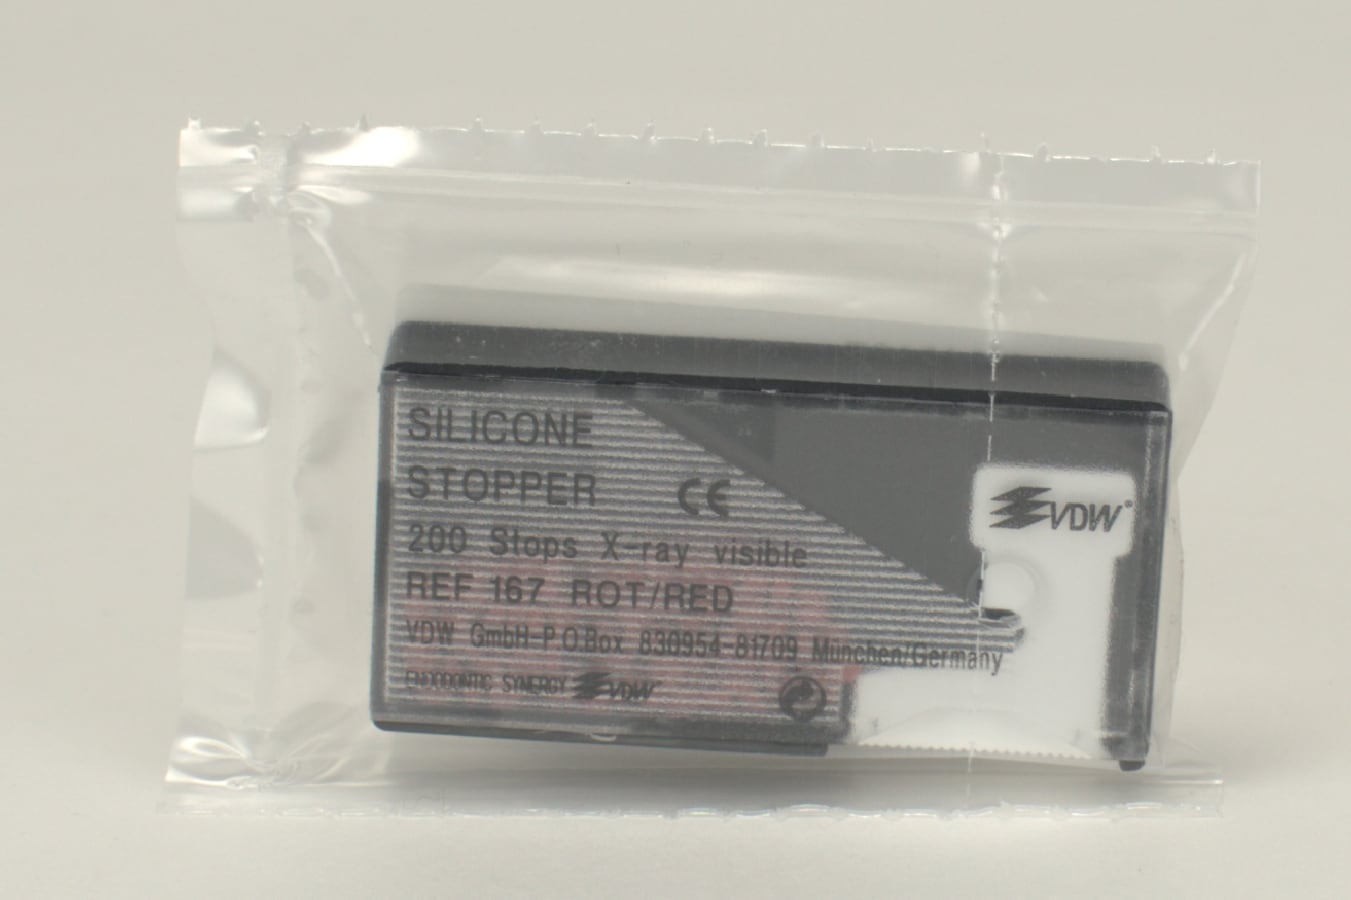 SILICONE
STOPPER CE
200 Stops X-ray visible
REF 167 ROT/RED
VDW GmbH-P.O.Box 830954-81709 München/Germany
ENDODONTIC SYNERGY VDW
VDW®